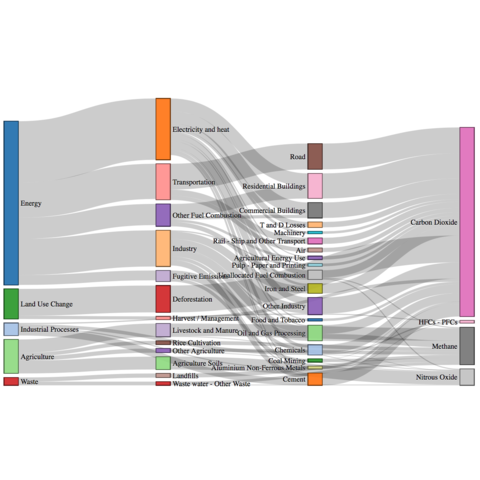 Energy
Land Use Change
Industrial Processes
Agriculture
Waste
Electricity and heat
Transportation
Other Fuel Combustion
Industry
Fugitive Emissions
Deforestation
Harvest / Management
Livestock and Manure
Rice Cultivation
Other Agriculture
Agriculture Soils
Landfills
Waste water - Other Waste
Road
Residential Buildings
Commercial Buildings
T and D Losses
Machinery
Rail - Ship and Other Transport
Air
Agricultural Energy Use
Pulp - Paper and Printing
Unallocated Fuel Combustion
Iron and Steel
Other Industry
Food and Tobacco
Oil and Gas Processing
Chemicals
Coal Mining
Aluminium Non-Ferrous Metals
Cement
Carbon Dioxide
HFCs - PFCs
Methane
Nitrous Oxide